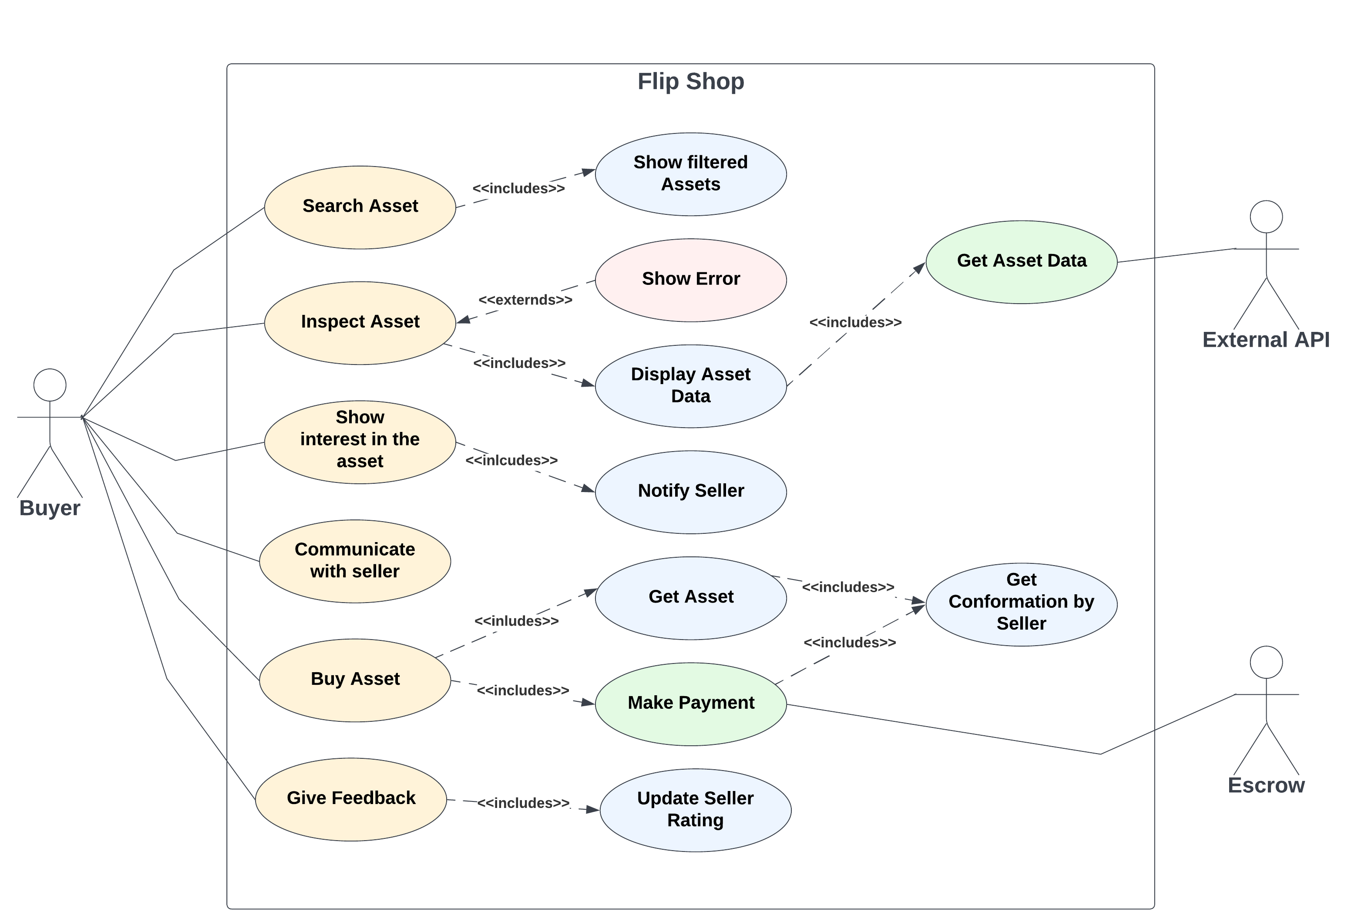 Flip Shop
Search Asset
<<includes>>
Show filtered
Assets
Inspect Asset
<<externds>>
Show Error
<<includes>>
Display Asset
Data
<<includes>>
Get Asset Data
External API
Buyer
Show
interest in the
asset
<<inlcudes>>
Notify Seller
Communicate
with seller
Buy Asset
<<inludes>>
Get Asset
<<includes>>
Get
Conformation by
Seller
<<includes>>
<<includes>>
Make Payment
Escrow
Give Feedback
<<includes>>
Update Seller
Rating